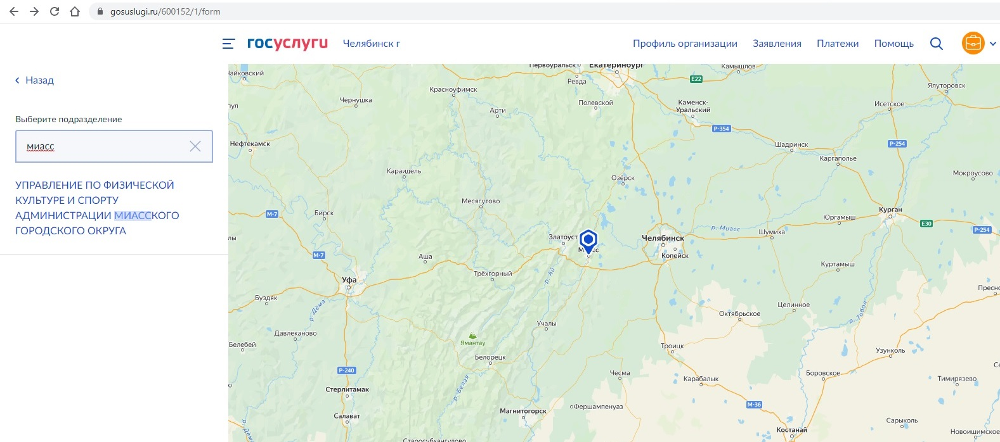 gosuslugi.ru/600152/1/form
госуслуги
Челябинск г
Профиль организации
Заявления
Платежи
Помощь
Назад
Выберите подразделение
миасс
УПРАВЛЕНИЕ ПО ФИЗИЧЕСКОЙ
КУЛЬТУРЕ И СПОРТУ
АДМИНИСТРАЦИИ МИАССКОГО
ГОРОДСКОГО ОКРУГА
Первоуральск
Екатеринбург
Камышлов
Чайковский
Ревда
E22
Ялуторовск
Красноуфимск
Чернушка
Полевской
Каменск-
Уральский
Исетское
Арти
Р-354
Нефтекамск
Шадринск
Р-254
Каргаполье
Караидель
Озёрск
Мокроусово
Месягутово
М-7
Бирск
Курган
Юргамыш
E30
р. Миасс
Шумиха
Р-254
Златоуст
Челябинск
Миасс
Копейск
М-7
Аша
Куртамыш
Трёхгорный
р. Ай
Уфа
Буздяк
р. Дёма
Целинное
Октябрьское
р. Тобол
Учалы
Давлеканово
Ямантау
Белебей
Троицк
Узунколь
Белорецк
Р-240
Чесма
Карабалык
Боровское
Тимирязево
р. Белая
Стерлитамак
М-36
Фершампенуаз
Магнитогорск
Салават
Сарыколь
Костанай
Новоишимское
р. Дёма
Старосубхангулово